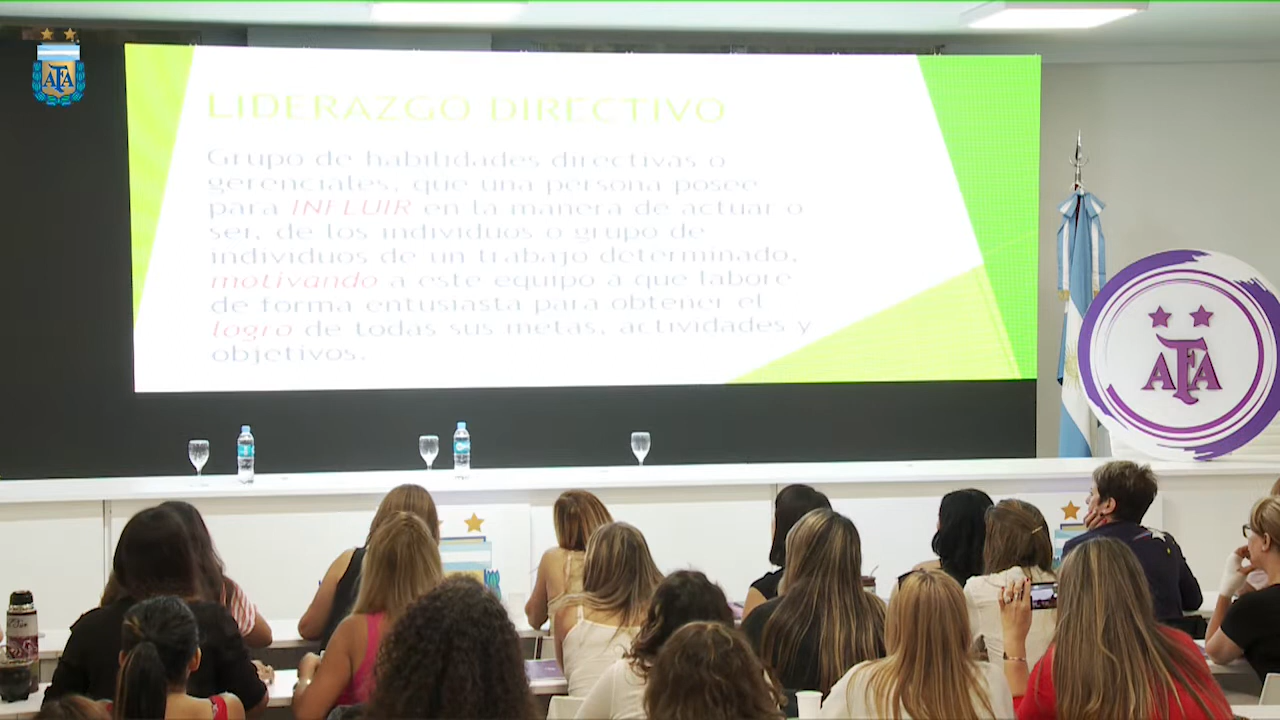 AFA
LIDERAZGO DIRECTIVO
Grupo de habilidades directivas o
gerenciales, que una persona posee
para INFLUIR en la manera de actuar o
ser, de los individuos o grupo de
individuos de un trabajo determinado,
motivando a este equipo a que labore
de forma entusiasta para obtener el
logro de todas sus metas, actividades y
objetivos.
AFA